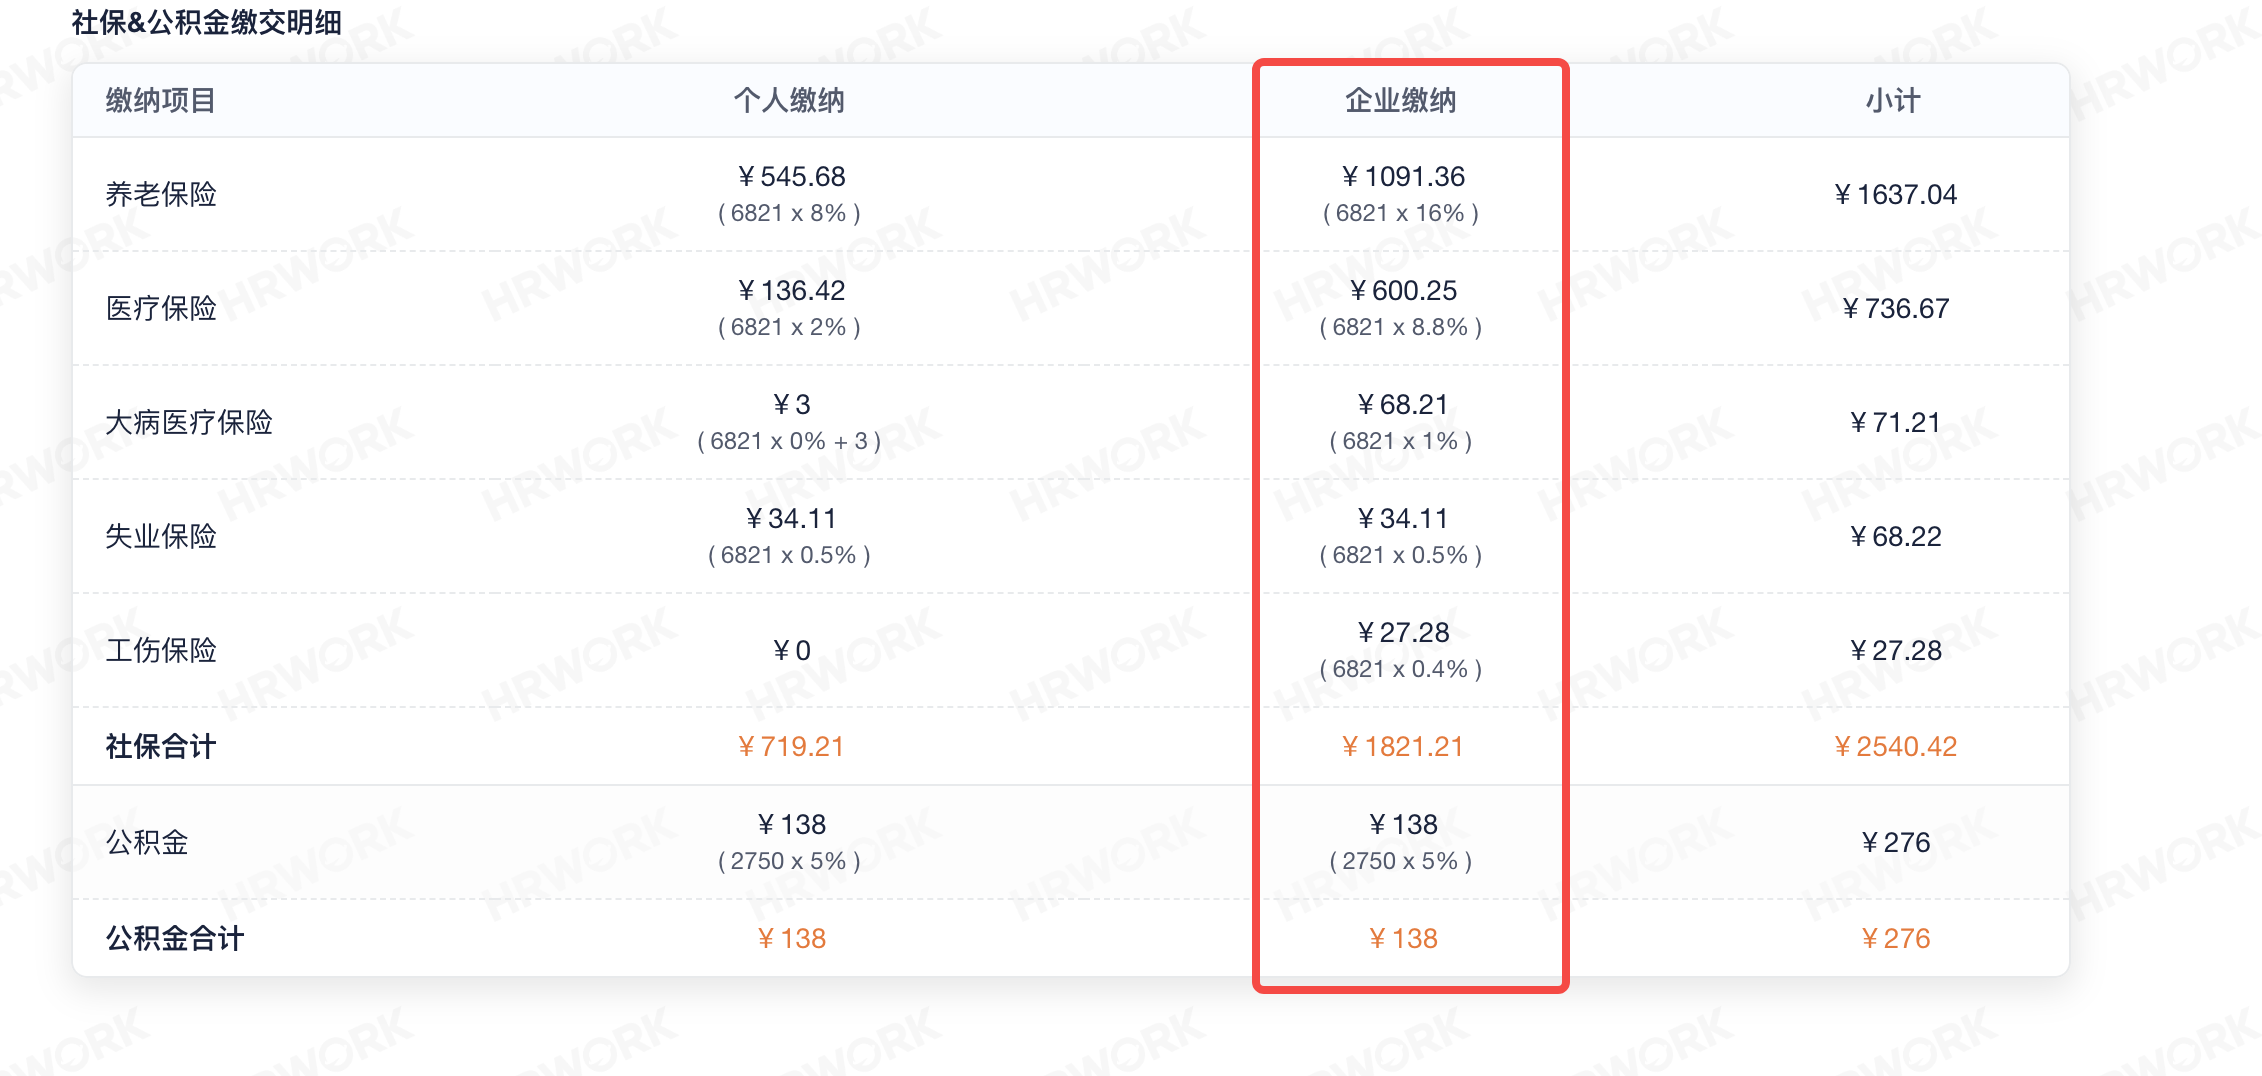 社保&公积金缴交明细
缴纳项目 个人缴纳 企业缴纳 小计
养老保险 ¥545.68 ¥1091.36 ¥1637.04
( 6821 x 8% ) ( 6821 x 16% )
医疗保险 ¥136.42 ¥600.25 ¥736.67
( 6821 x 2% ) ( 6821 x 8.8% )
大病医疗保险 ¥3 ¥68.21 ¥71.21
( 6821 x 0% + 3 ) ( 6821 x 1% )
失业保险 ¥34.11 ¥34.11 ¥68.22
( 6821 x 0.5% ) ( 6821 x 0.5% )
工伤保险 ¥0 ¥27.28 ¥27.28
( 6821 x 0.4% )
社保合计 ¥719.21 ¥1821.21 ¥2540.42
公积金 ¥138 ¥138 ¥276
( 2750 x 5% ) ( 2750 x 5% )
公积金合计 ¥138 ¥138 ¥276
HRWORK